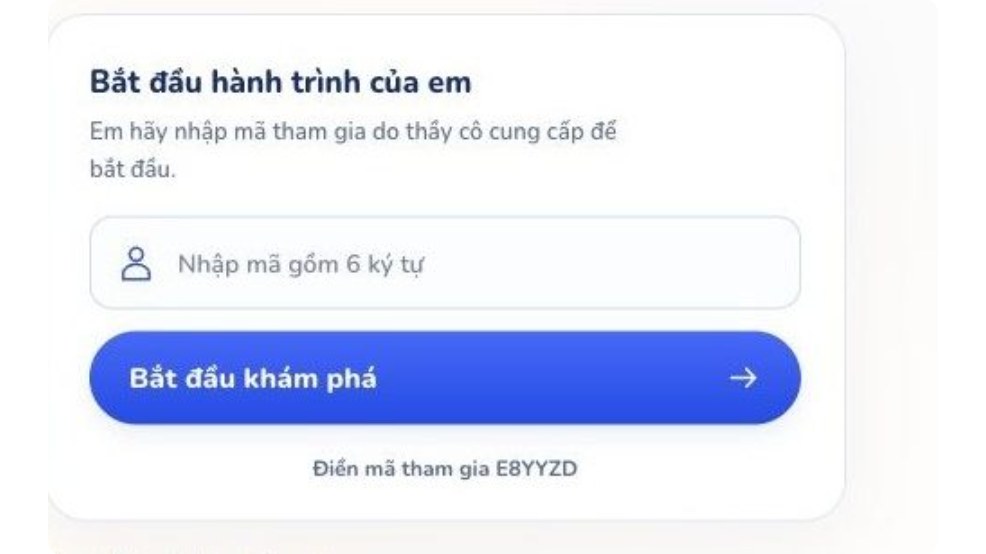 Bắt đầu hành trình của em
Em hãy nhập mã tham gia do thầy cô cung cấp để
bắt đầu.
Nhập mã gồm 6 ký tự
Bắt đầu khám phá →
Điền mã tham gia E8YYZD